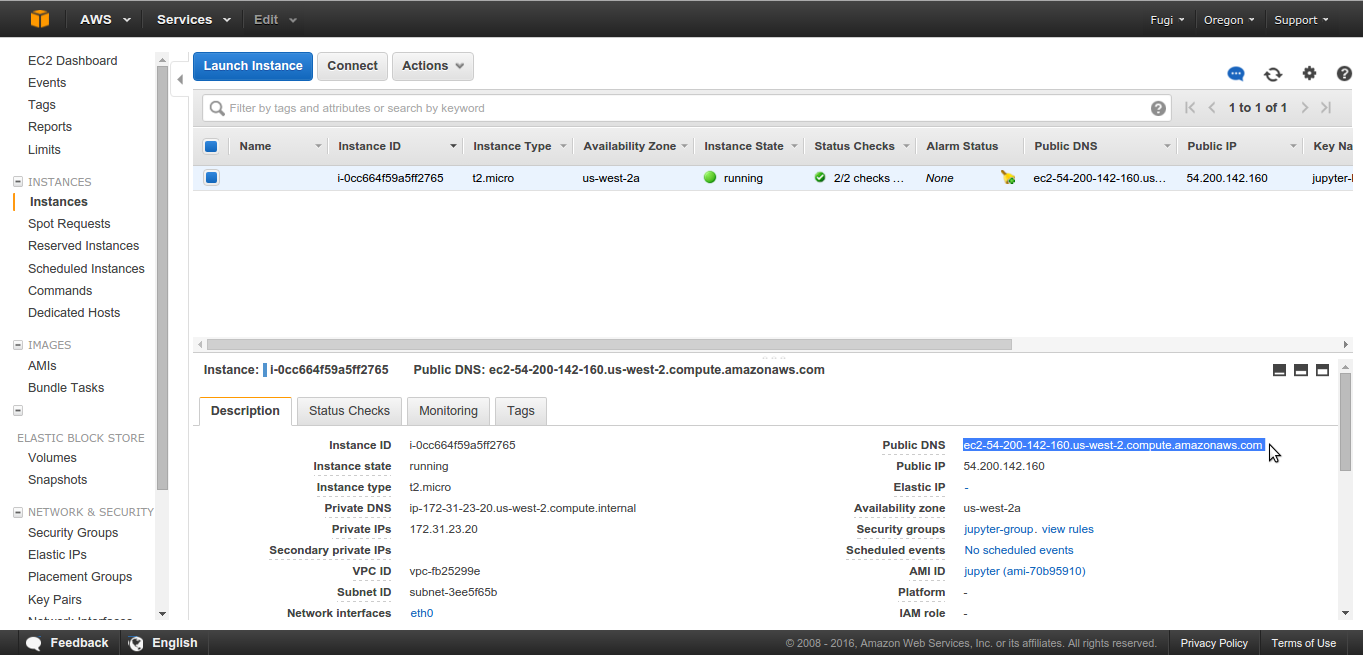 AWS Services Edit Fugi Oregon Support
EC2 Dashboard
Events
Tags
Reports
Limits
INSTANCES
Instances
Spot Requests
Reserved Instances
Scheduled Instances
Commands
Dedicated Hosts
IMAGES
AMIs
Bundle Tasks
ELASTIC BLOCK STORE
Volumes
Snapshots
NETWORK & SECURITY
Security Groups
Elastic IPs
Placement Groups
Key Pairs
Network Interfaces
Launch Instance Connect Actions
Filter by tags and attributes or search by keyword
1 to 1 of 1
Name Instance ID Instance Type Availability Zone Instance State Status Checks Alarm Status Public DNS Public IP Key Na
i-0cc664f59a5ff2765 t2.micro us-west-2a running 2/2 checks ... None ec2-54-200-142-160.us... 54.200.142.160 jupyter-
Instance: i-0cc664f59a5ff2765 Public DNS: ec2-54-200-142-160.us-west-2.compute.amazonaws.com
Description Status Checks Monitoring Tags
Instance ID i-0cc664f59a5ff2765 Public DNS ec2-54-200-142-160.us-west-2.compute.amazonaws.com
Instance state running Public IP 54.200.142.160
Instance type t2.micro Elastic IP -
Private DNS ip-172-31-23-20.us-west-2.compute.internal Availability zone us-west-2a
Private IPs 172.31.23.20 Security groups jupyter-group. view rules
Secondary private IPs Scheduled events No scheduled events
VPC ID vpc-fb25299e AMI ID jupyter (ami-70b95910)
Subnet ID subnet-3ee5f65b Platform -
Network interfaces eth0 IAM role -
Feedback English © 2008 - 2016, Amazon Web Services, Inc. or its affiliates. All rights reserved. Privacy Policy Terms of Use